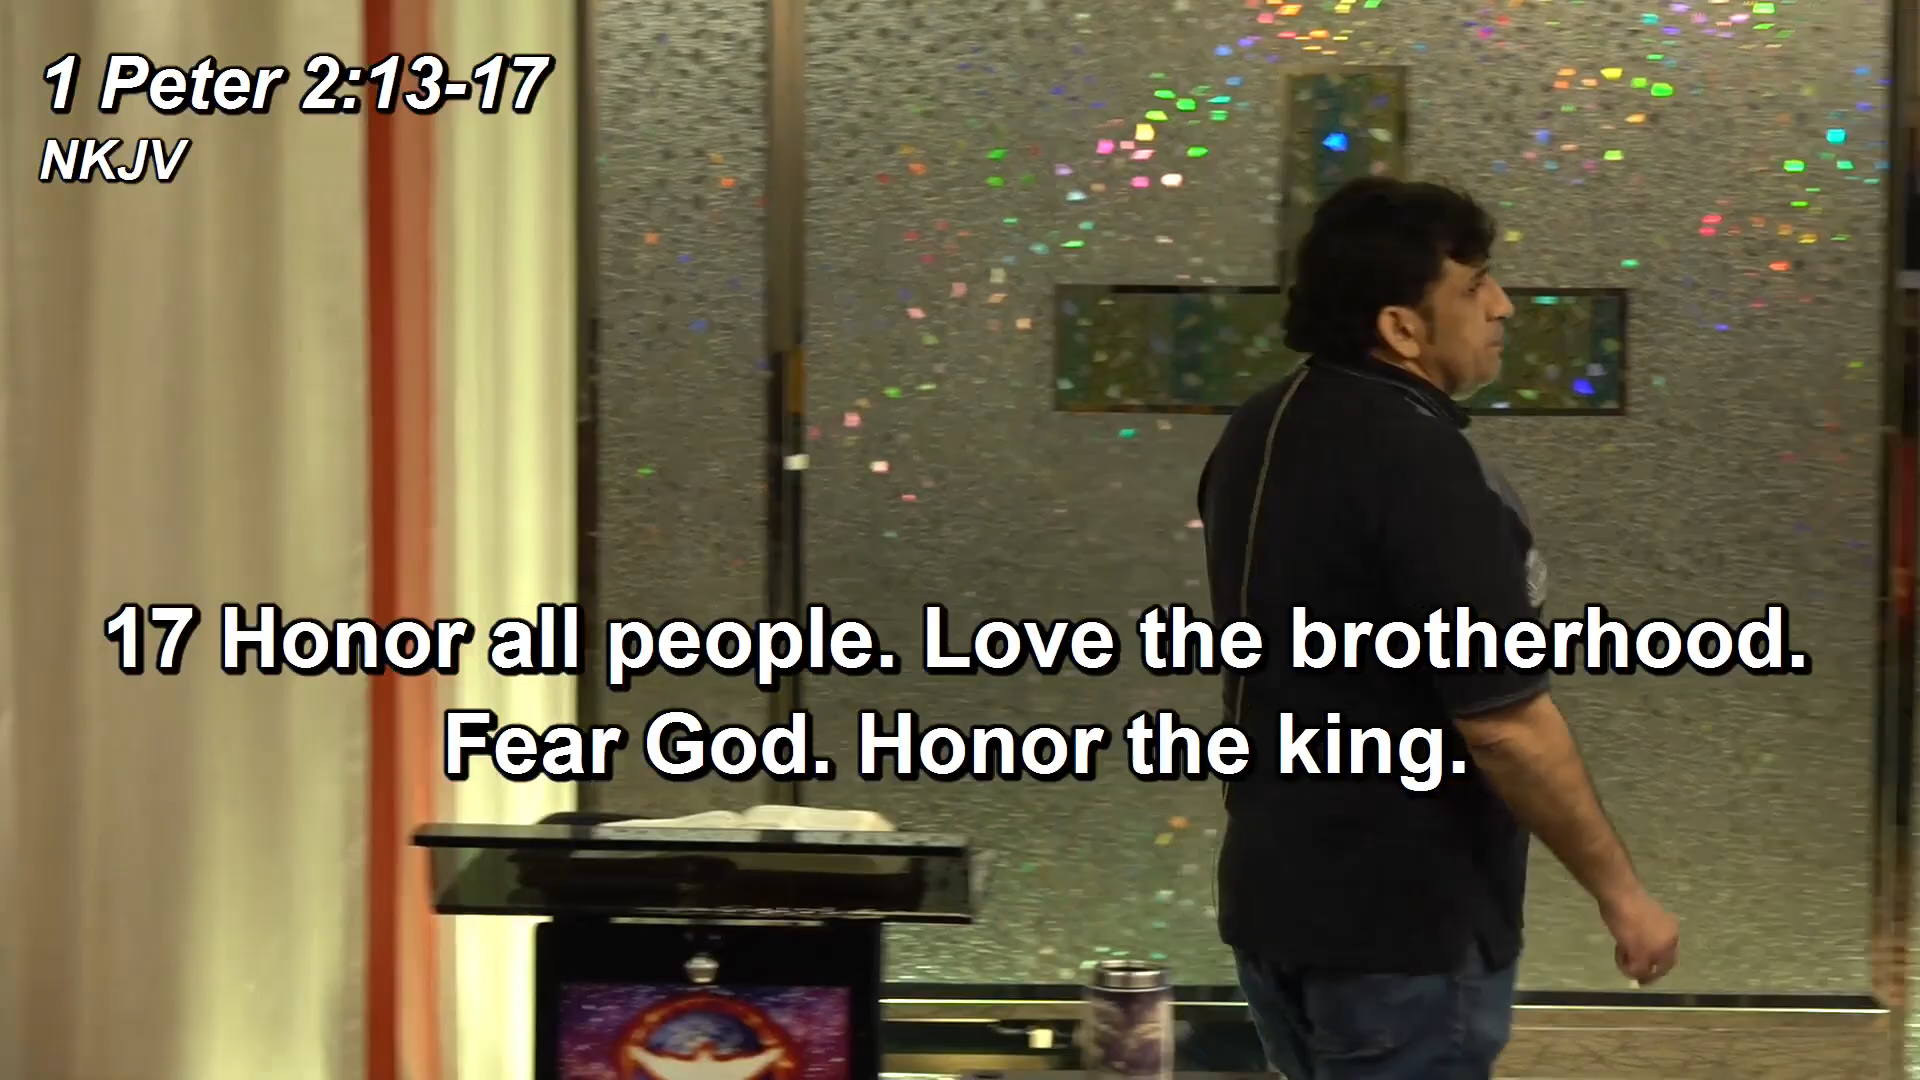 1 Peter 2:13-17
NKJV
17 Honor all people. Love the brotherhood.
Fear God. Honor the king.